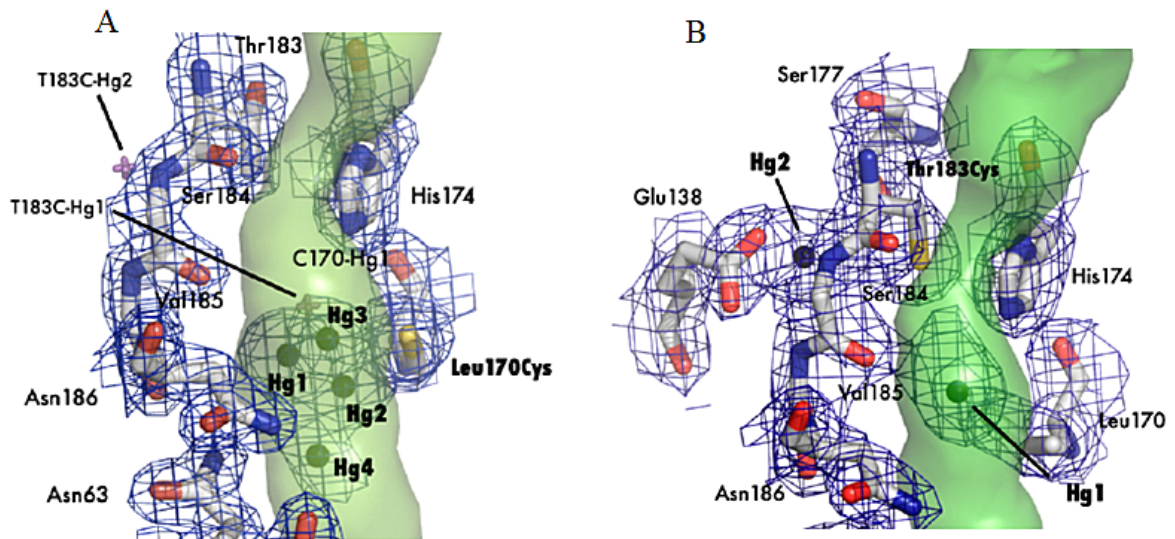 A
Thr183
T183C-Hg2
Ser184
His174
T183C-Hg1
C170-Hg1
Val185
Hg3
Hg1
Leu170Cys
Asn186
Hg2
Hg4
Asn63
B
Ser177
Hg2
Thr183Cys
Glu138
Ser184
His174
Val185
Leu170
Asn186
Hg1